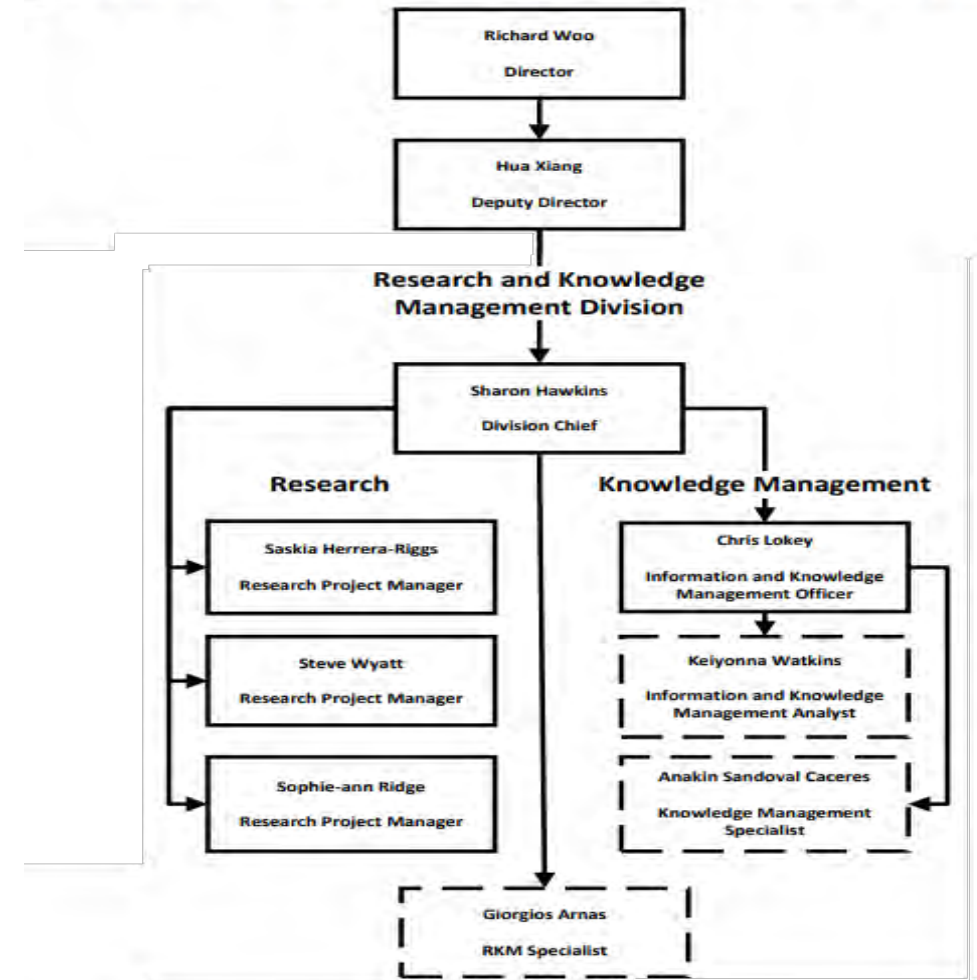 Richard Woo
Director
Hua Xiang
Deputy Director
Research and Knowledge
Management Division
Sharon Hawkins
Division Chief
Research
Saskia Herrera-Riggs
Research Project Manager
Steve Wyatt
Research Project Manager
Sophie-ann Ridge
Research Project Manager
Knowledge Management
Chris Lokey
Information and Knowledge
Management Officer
Keiyonna Watkins
Information and Knowledge
Management Analyst
Anakin Sandoval Caceres
Knowledge Management
Specialist
Giorgios Arnas
RKM Specialist